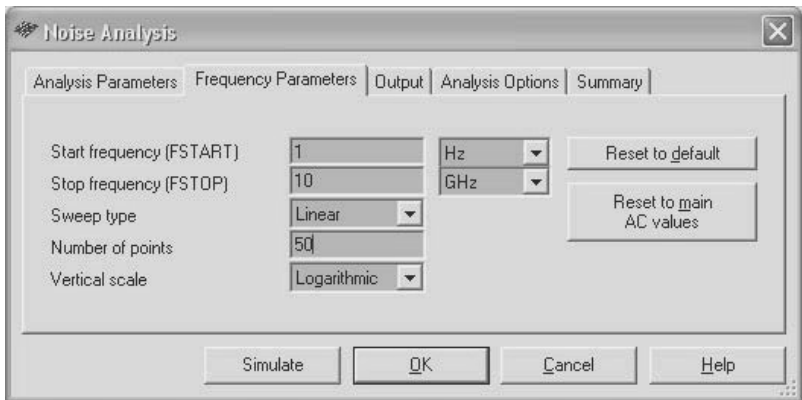 Noise Analysis
Analysis Parameters Frequency Parameters Output Analysis Options Summary
Start frequency (FSTART) 1 Hz Reset to default
Stop frequency (FSTOP) 10 GHz
Reset to main
AC values
Sweep type Linear
Number of points 50
Vertical scale Logarithmic
Simulate OK Cancel Help